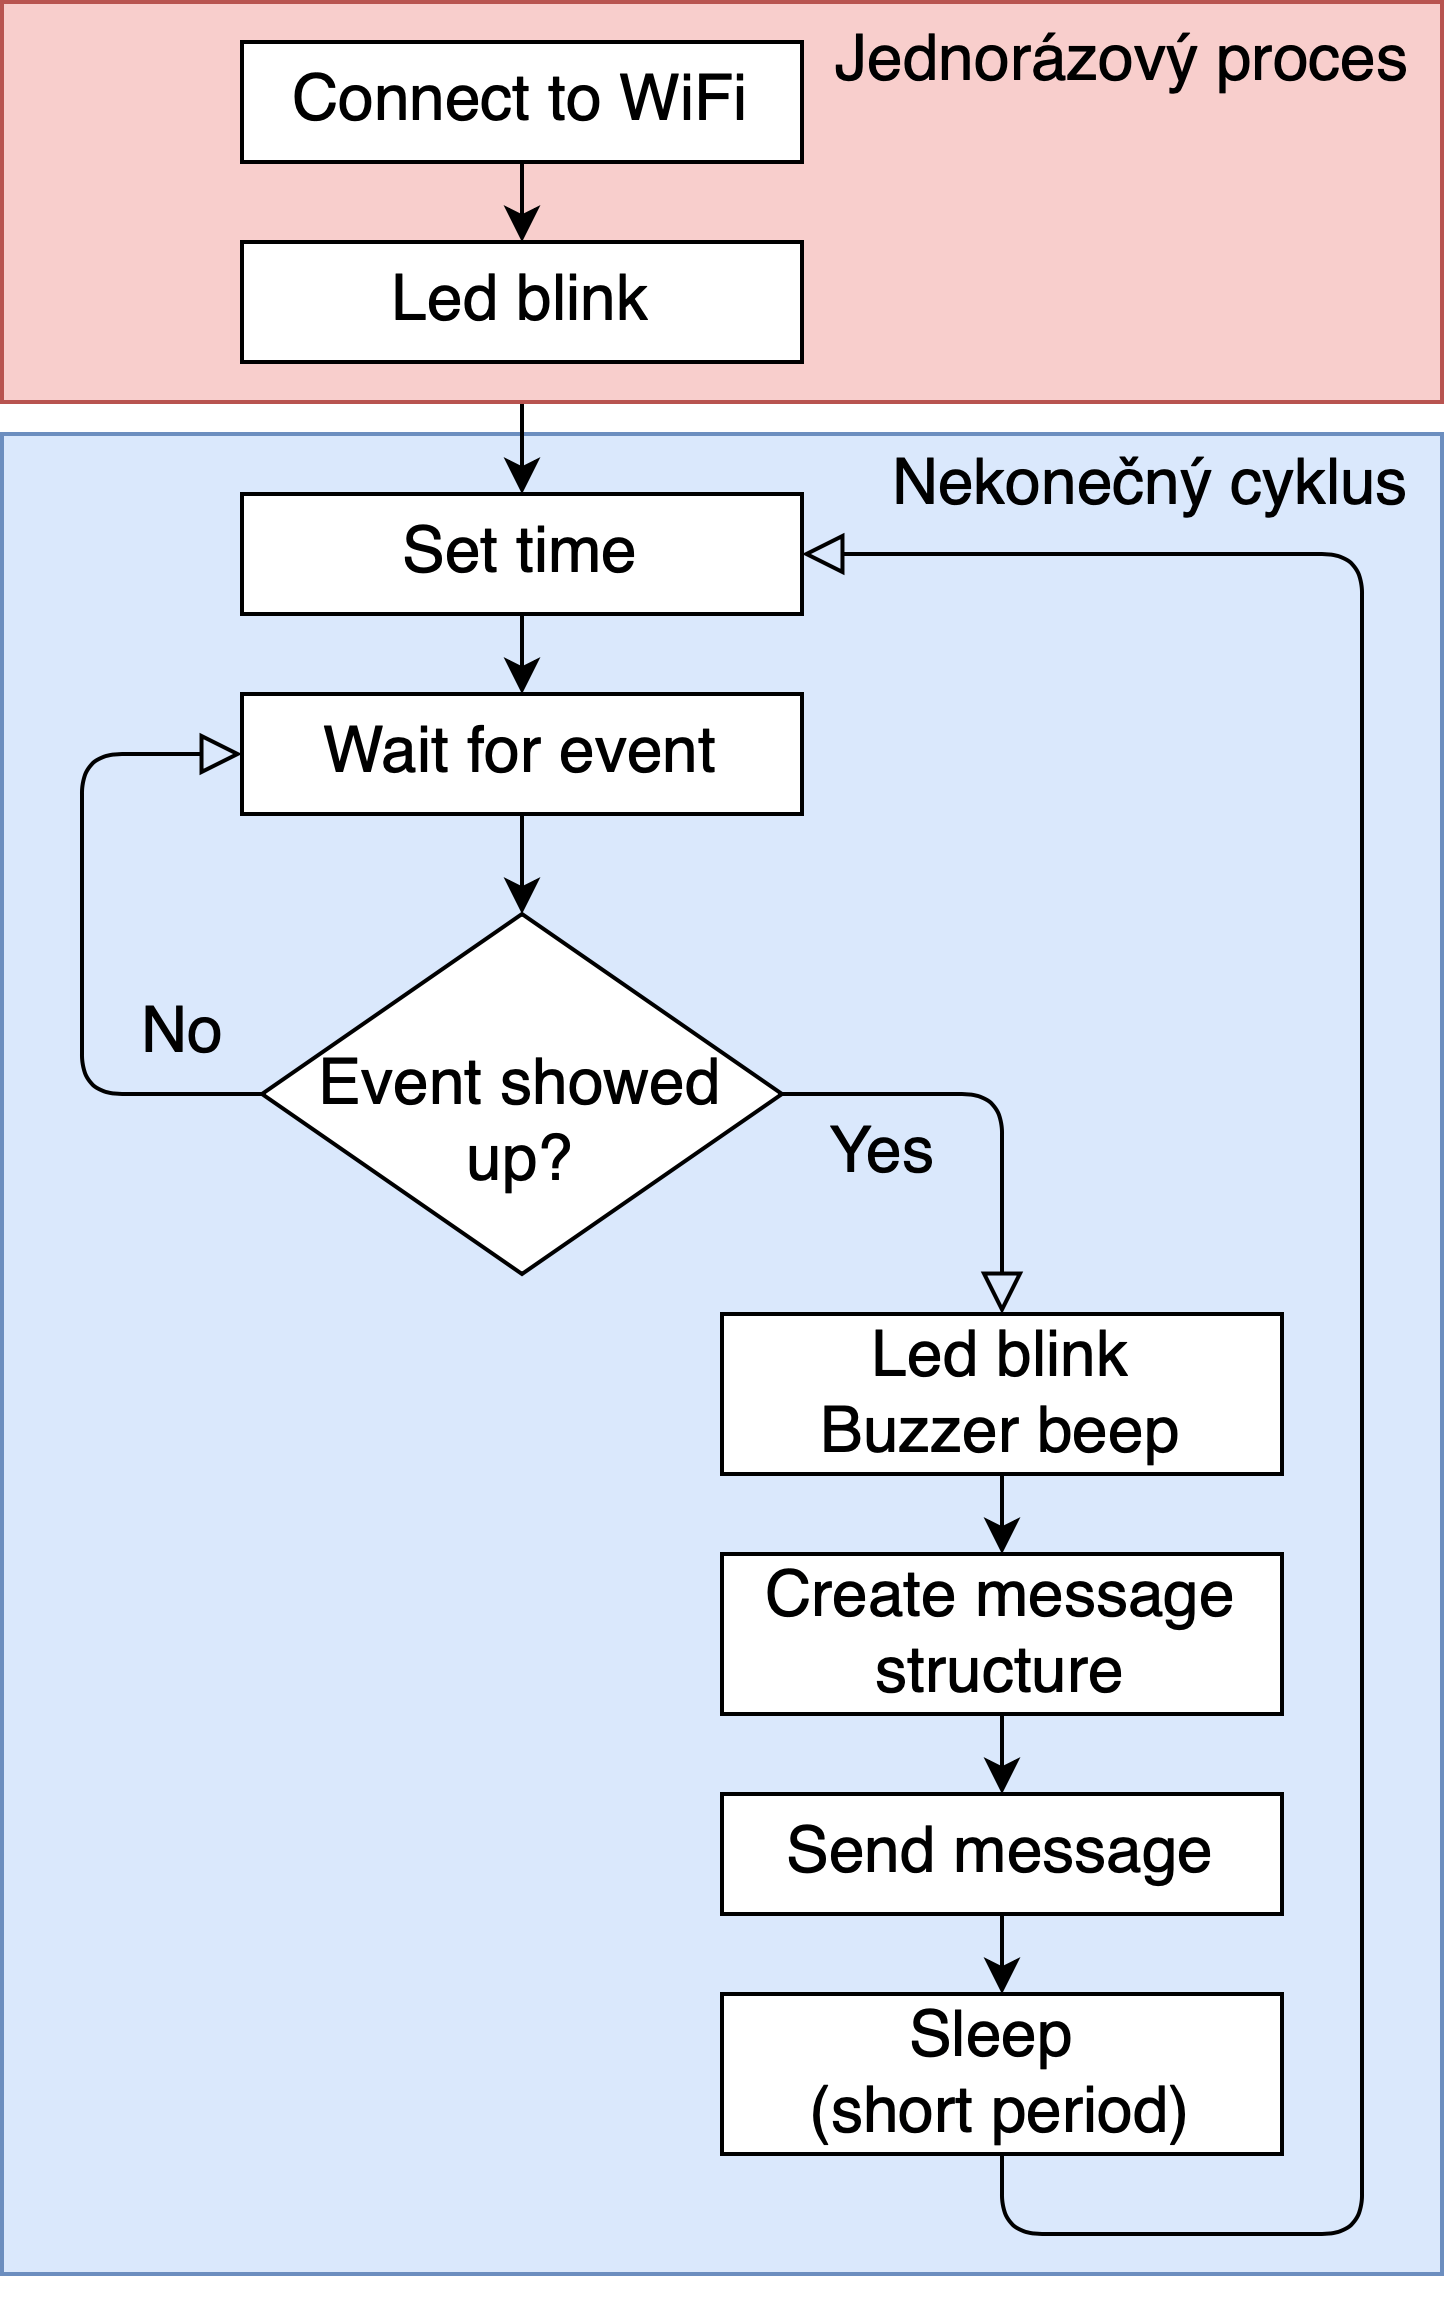 Jednorázový proces
Connect to WiFi
Led blink
Nekonečný cyklus
Set time
Wait for event
No
Event showed
up?
Yes
Led blink
Buzzer beep
Create message
structure
Send message
Sleep
(short period)